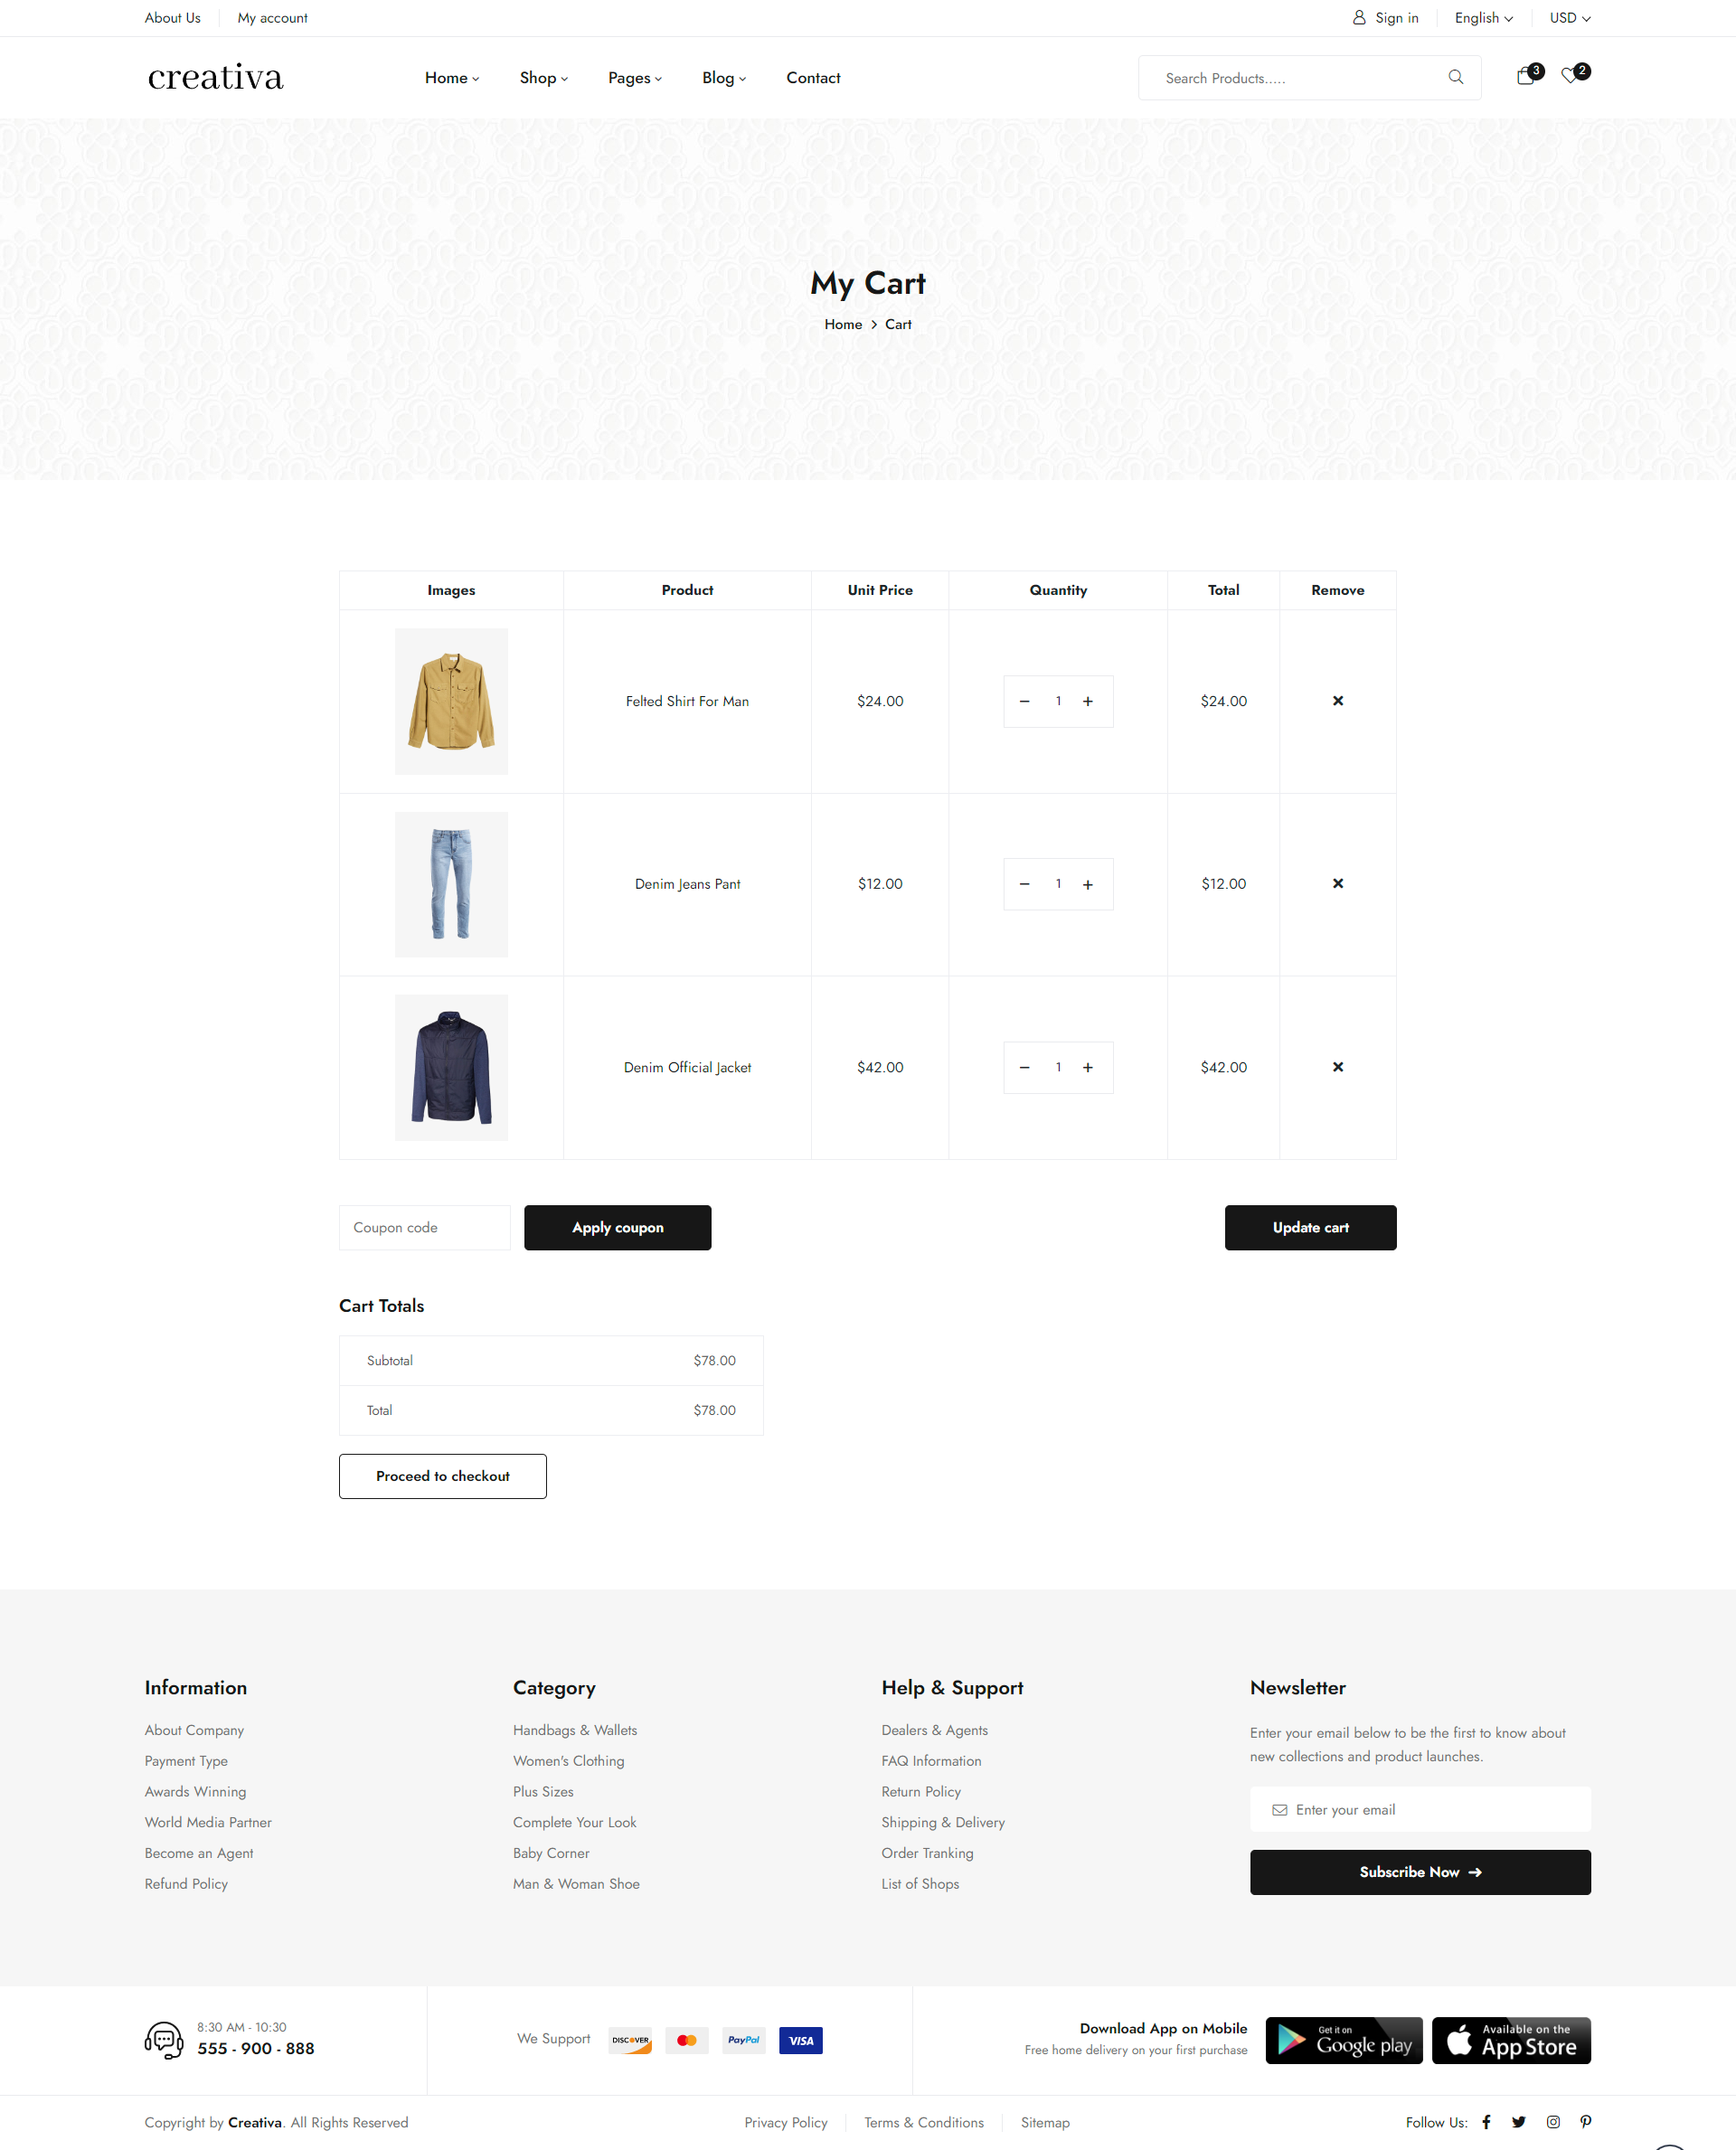 About Us
My account
Sign in
English
USD
creativa
Home
Shop
Pages
Blog
Contact
Search Products.....
3
2
My Cart
Home
Cart
Images Product Unit Price Quantity Total Remove
Felted Shirt For Man $24.00 − 1 + $24.00
Denim Jeans Pant $12.00 − 1 + $12.00
Denim Official Jacket $42.00 − 1 + $42.00
Coupon code
Apply coupon
Update cart
Cart Totals
Subtotal $78.00
Total $78.00
Proceed to checkout
Information
About Company
Payment Type
Awards Winning
World Media Partner
Become an Agent
Refund Policy
Category
Handbags & Wallets
Women's Clothing
Plus Sizes
Complete Your Look
Baby Corner
Man & Woman Shoe
Help & Support
Dealers & Agents
FAQ Information
Return Policy
Shipping & Delivery
Order Tranking
List of Shops
Newsletter
Enter your email below to be the first to know about
new collections and product launches.
Enter your email
Subscribe Now
8:30 AM - 10:30
555 - 900 - 888
We Support
DISCOVER
PayPal
VISA
Download App on Mobile
Free home delivery on your first purchase
Get it on
Google play
Available on the
App Store
Copyright by Creativa. All Rights Reserved
Privacy Policy
Terms & Conditions
Sitemap
Follow Us: